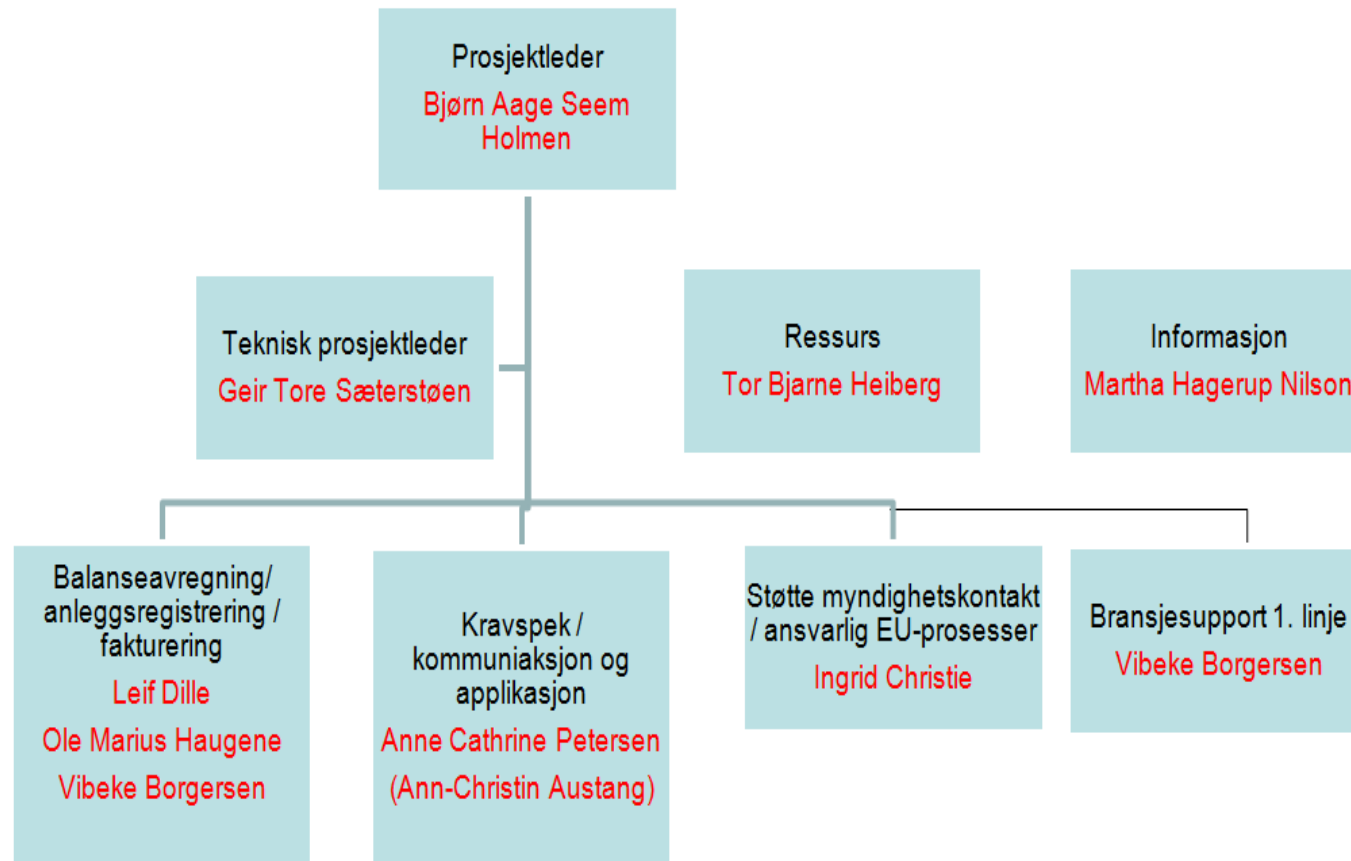 Prosjektleder
Bjørn Aage Seem
Holmen
Teknisk prosjektleder
Geir Tore Sæterstøen
Ressurs
Tor Bjarne Heiberg
Informasjon
Martha Hagerup Nilson
Balanseavregning/
anleggsregistrering /
fakturering
Leif Dille
Ole Marius Haugene
Vibeke Borgersen
Kravspek /
kommuniaksjon og
applikasjon
Anne Cathrine Petersen
(Ann-Christin Austang)
Støtte myndighetskontakt
/ ansvarlig EU-prosesser
Ingrid Christie
Bransjesupport 1. linje
Vibeke Borgersen